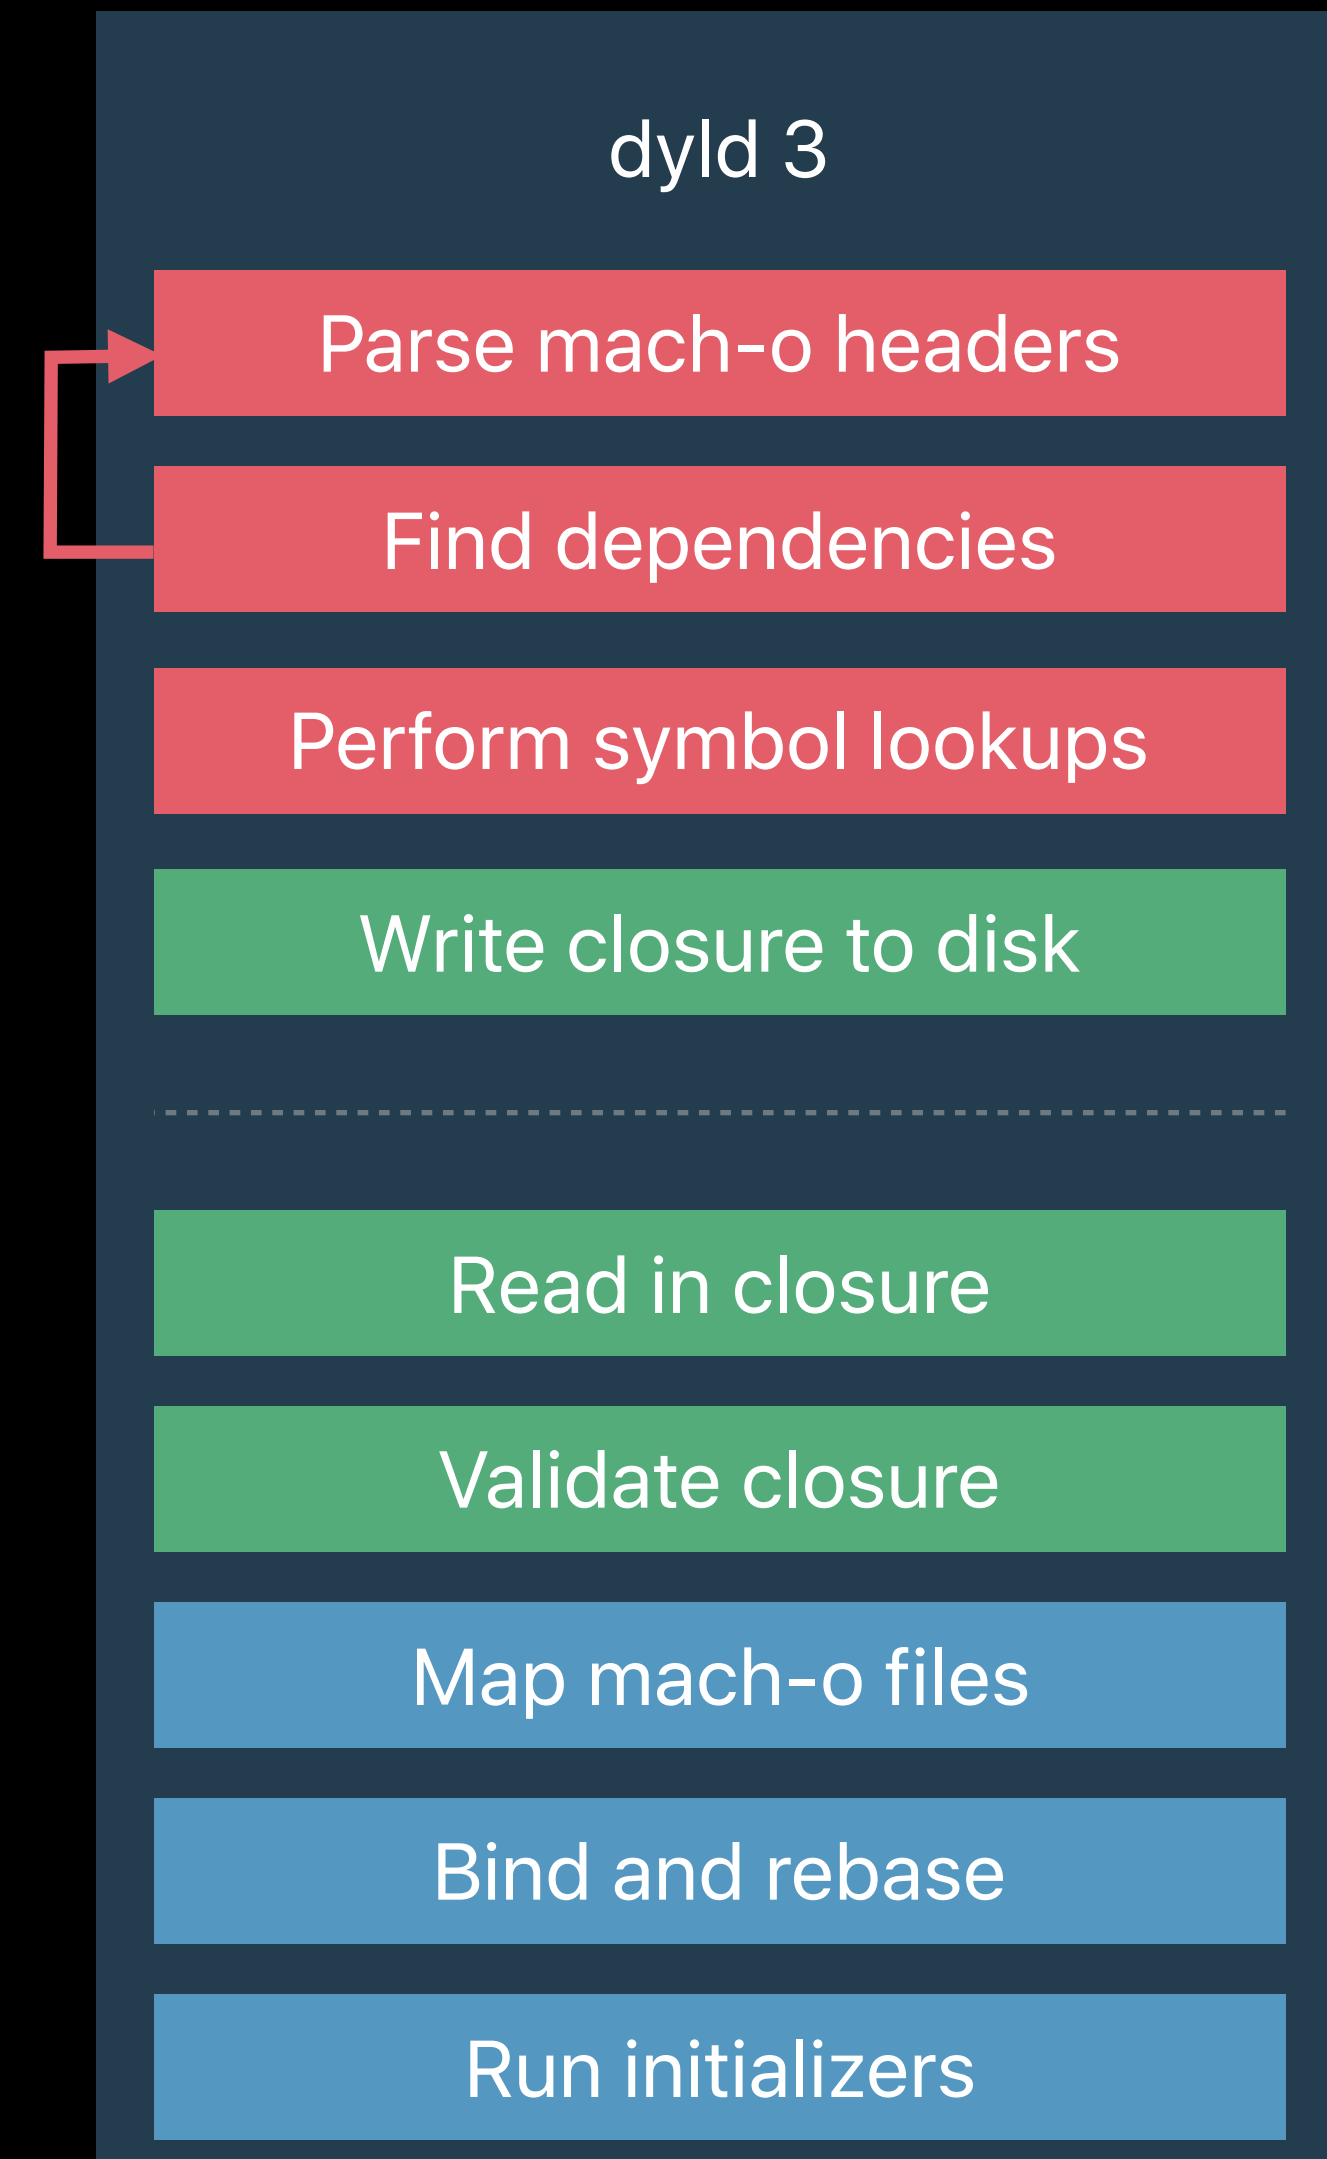 dyld 3
Parse mach-o headers
Find dependencies
Perform symbol lookups
Write closure to disk
Read in closure
Validate closure
Map mach-o files
Bind and rebase
Run initializers